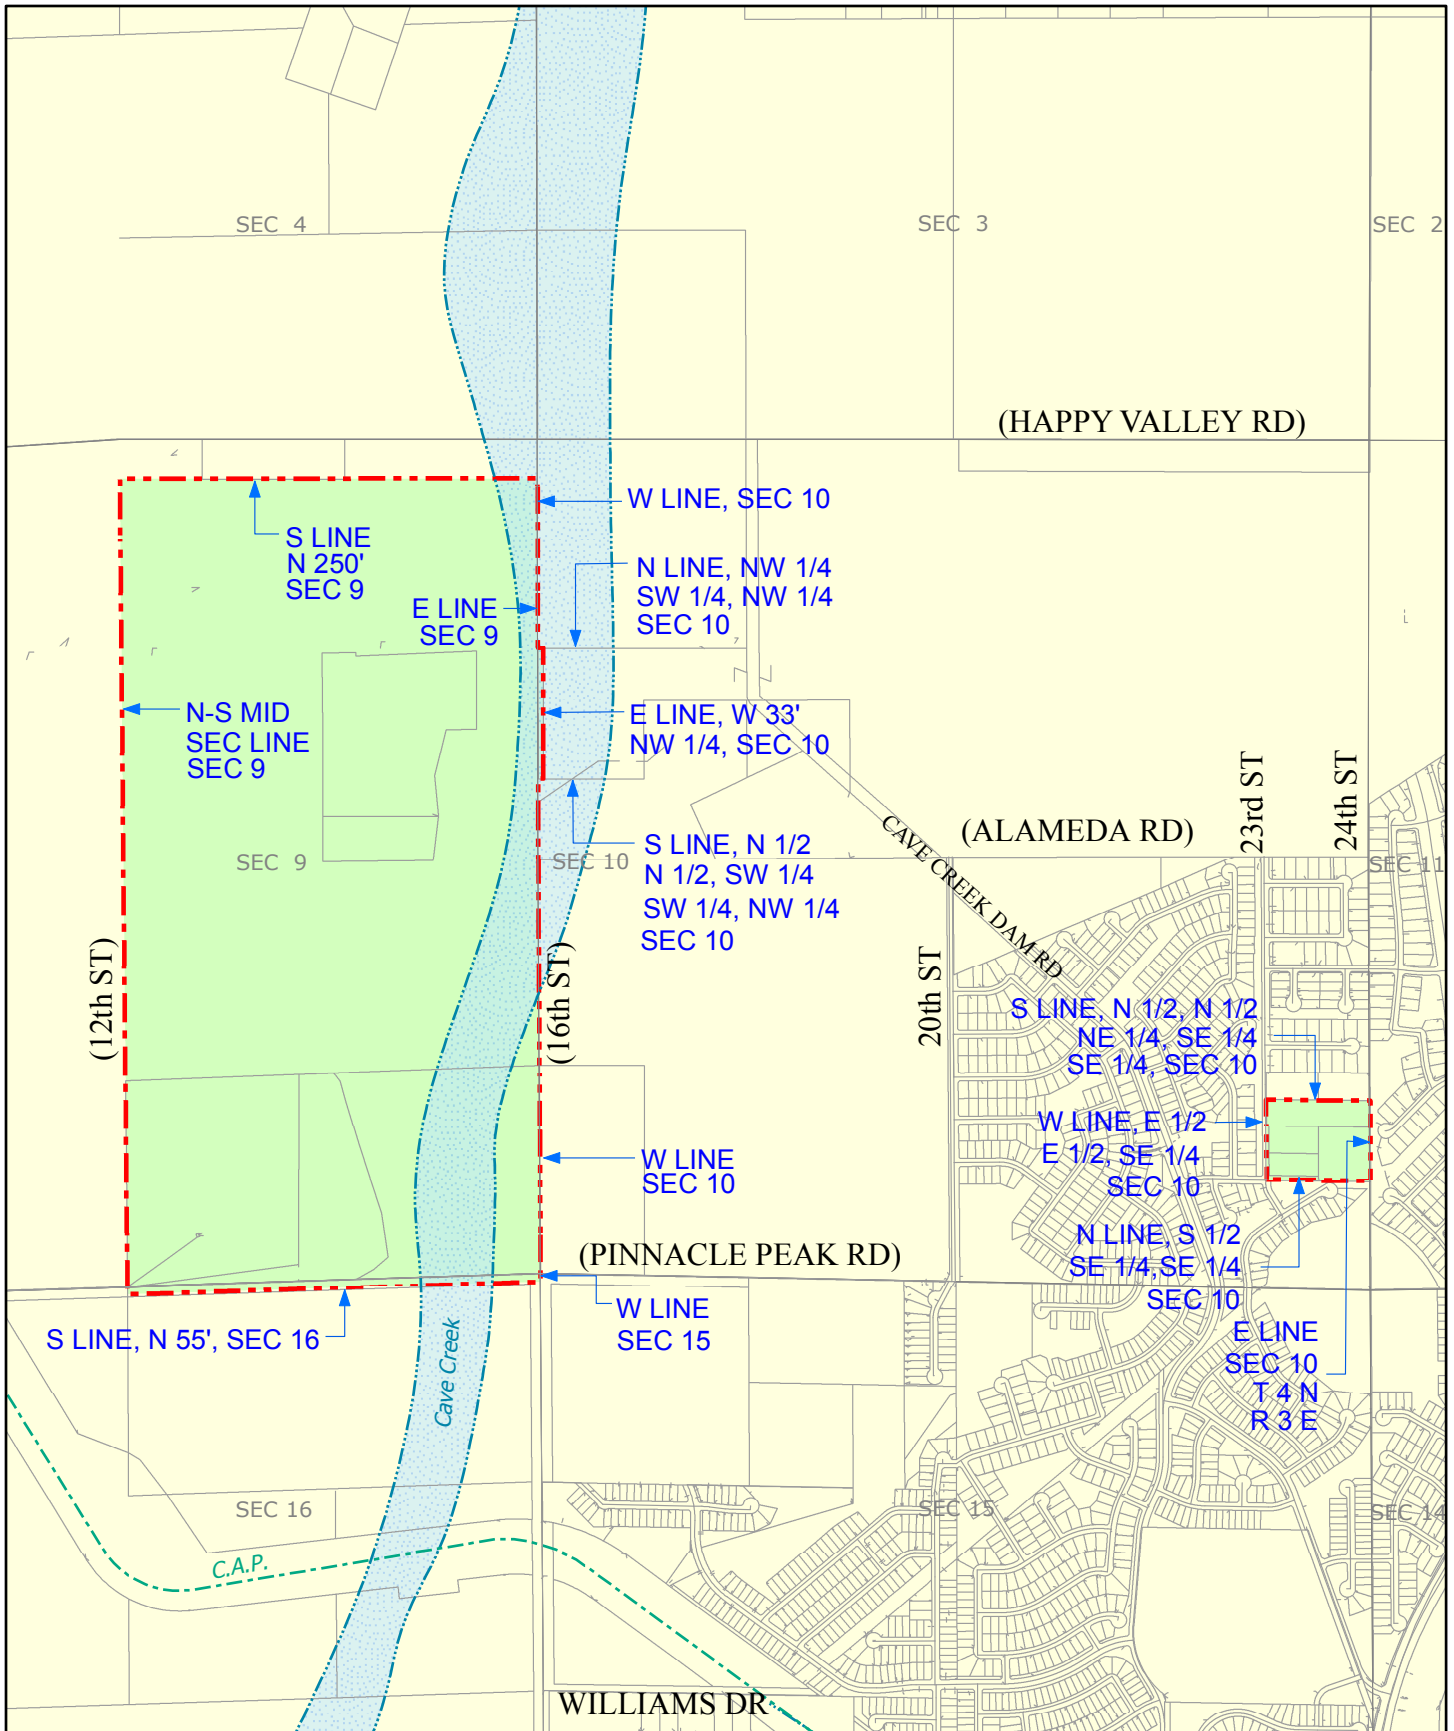 SEC 4
SEC 3
SEC 2
(HAPPY VALLEY RD)
W LINE, SEC 10
S LINE
N 250'
SEC 9
N LINE, NW 1/4
SW 1/4, NW 1/4
SEC 10
E LINE
SEC 9
N-S MID
SEC LINE
SEC 9
E LINE, W 33'
NW 1/4, SEC 10
23rd ST
24th ST
(ALAMEDA RD)
CAVE CREEK DAM RD
S LINE, N 1/2
N 1/2, SW 1/4
SW 1/4, NW 1/4
SEC 10
SEC 9
SEC 10
SEC 11
(12th ST)
(16th ST)
20th ST
S LINE, N 1/2, N 1/2
NE 1/4, SE 1/4
SE 1/4, SEC 10
W LINE, E 1/2
E 1/2, SE 1/4
SEC 10
W LINE
SEC 10
N LINE, S 1/2
SE 1/4, SE 1/4
SEC 10
(PINNACLE PEAK RD)
W LINE
SEC 15
S LINE, N 55', SEC 16
E LINE
SEC 10
T 4 N
R 3 E
Cave Creek
SEC 16
SEC 15
SEC 14
C.A.P.
WILLIAMS DR